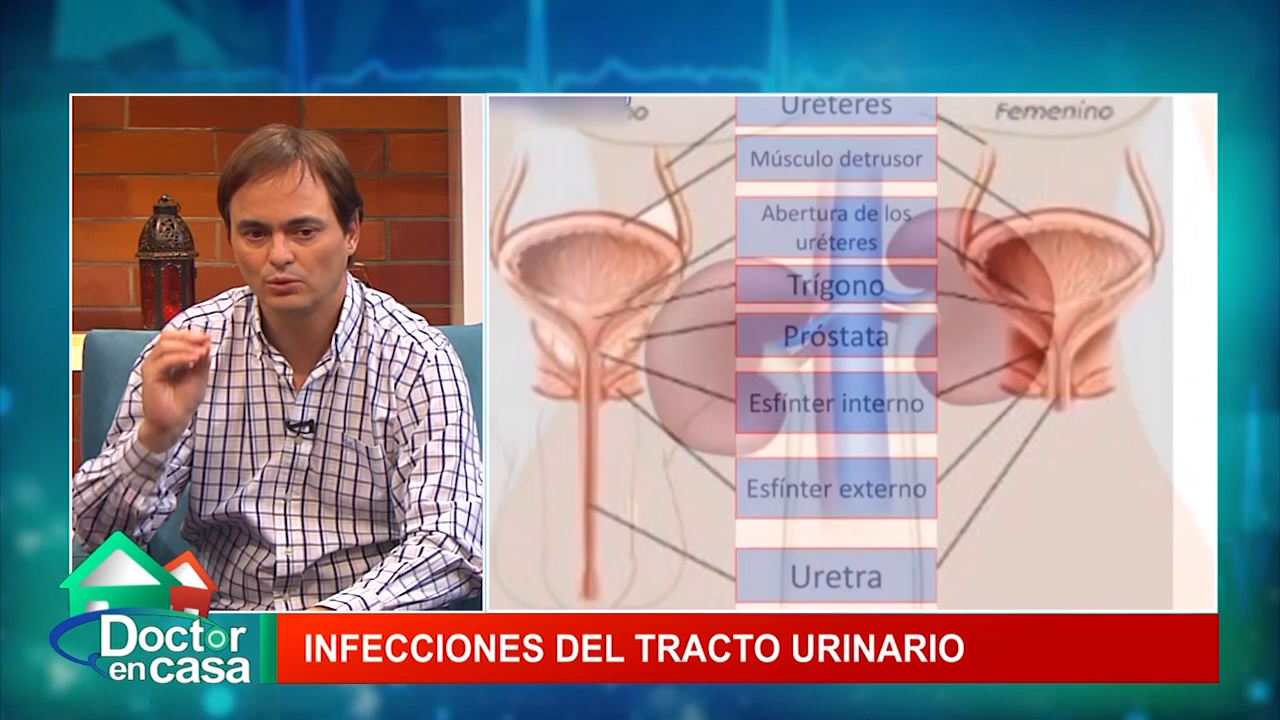 Uréteres
Femenino
Músculo detrusor
Abertura de los
uréteres
Trígono
Próstata
Esfínter interno
Esfínter externo
Uretra
Doctor
en casa
INFECCIONES DEL TRACTO URINARIO